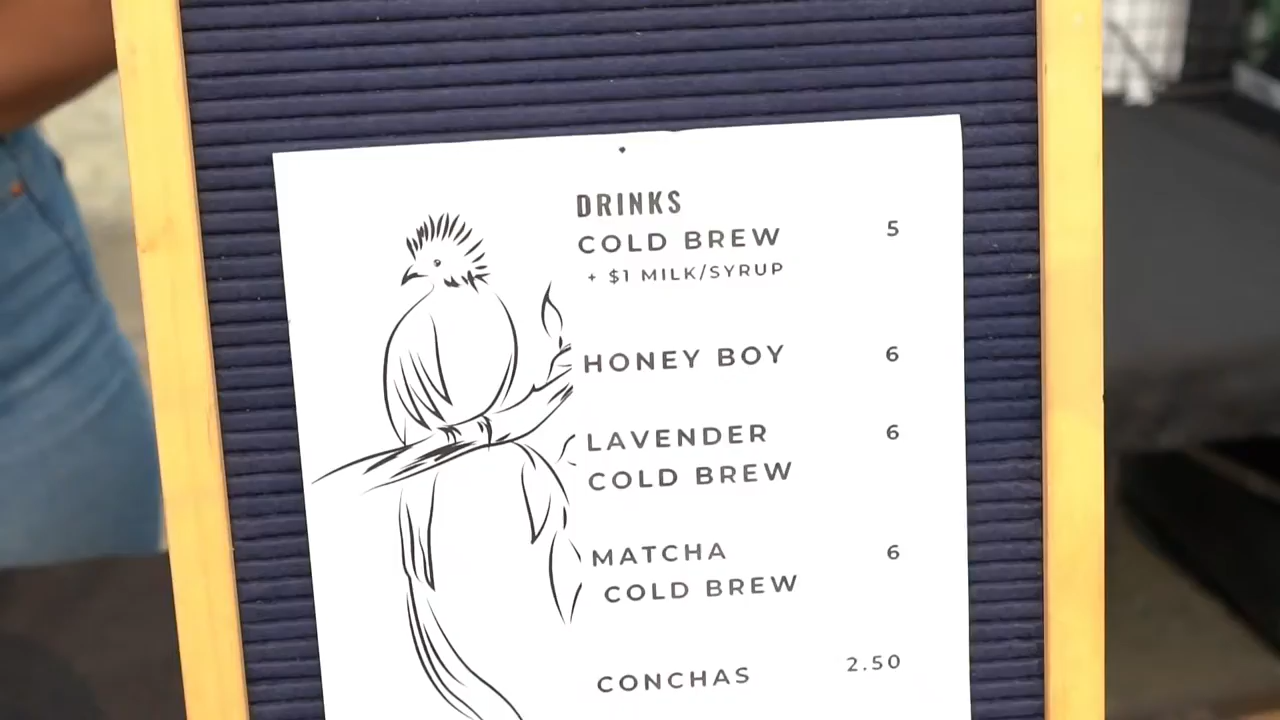 DRINKS
COLD BREW 5
+ $1 MILK/SYRUP
HONEY BOY 6
LAVENDER 6
COLD BREW
MATCHA 6
COLD BREW
CONCHAS 2.50